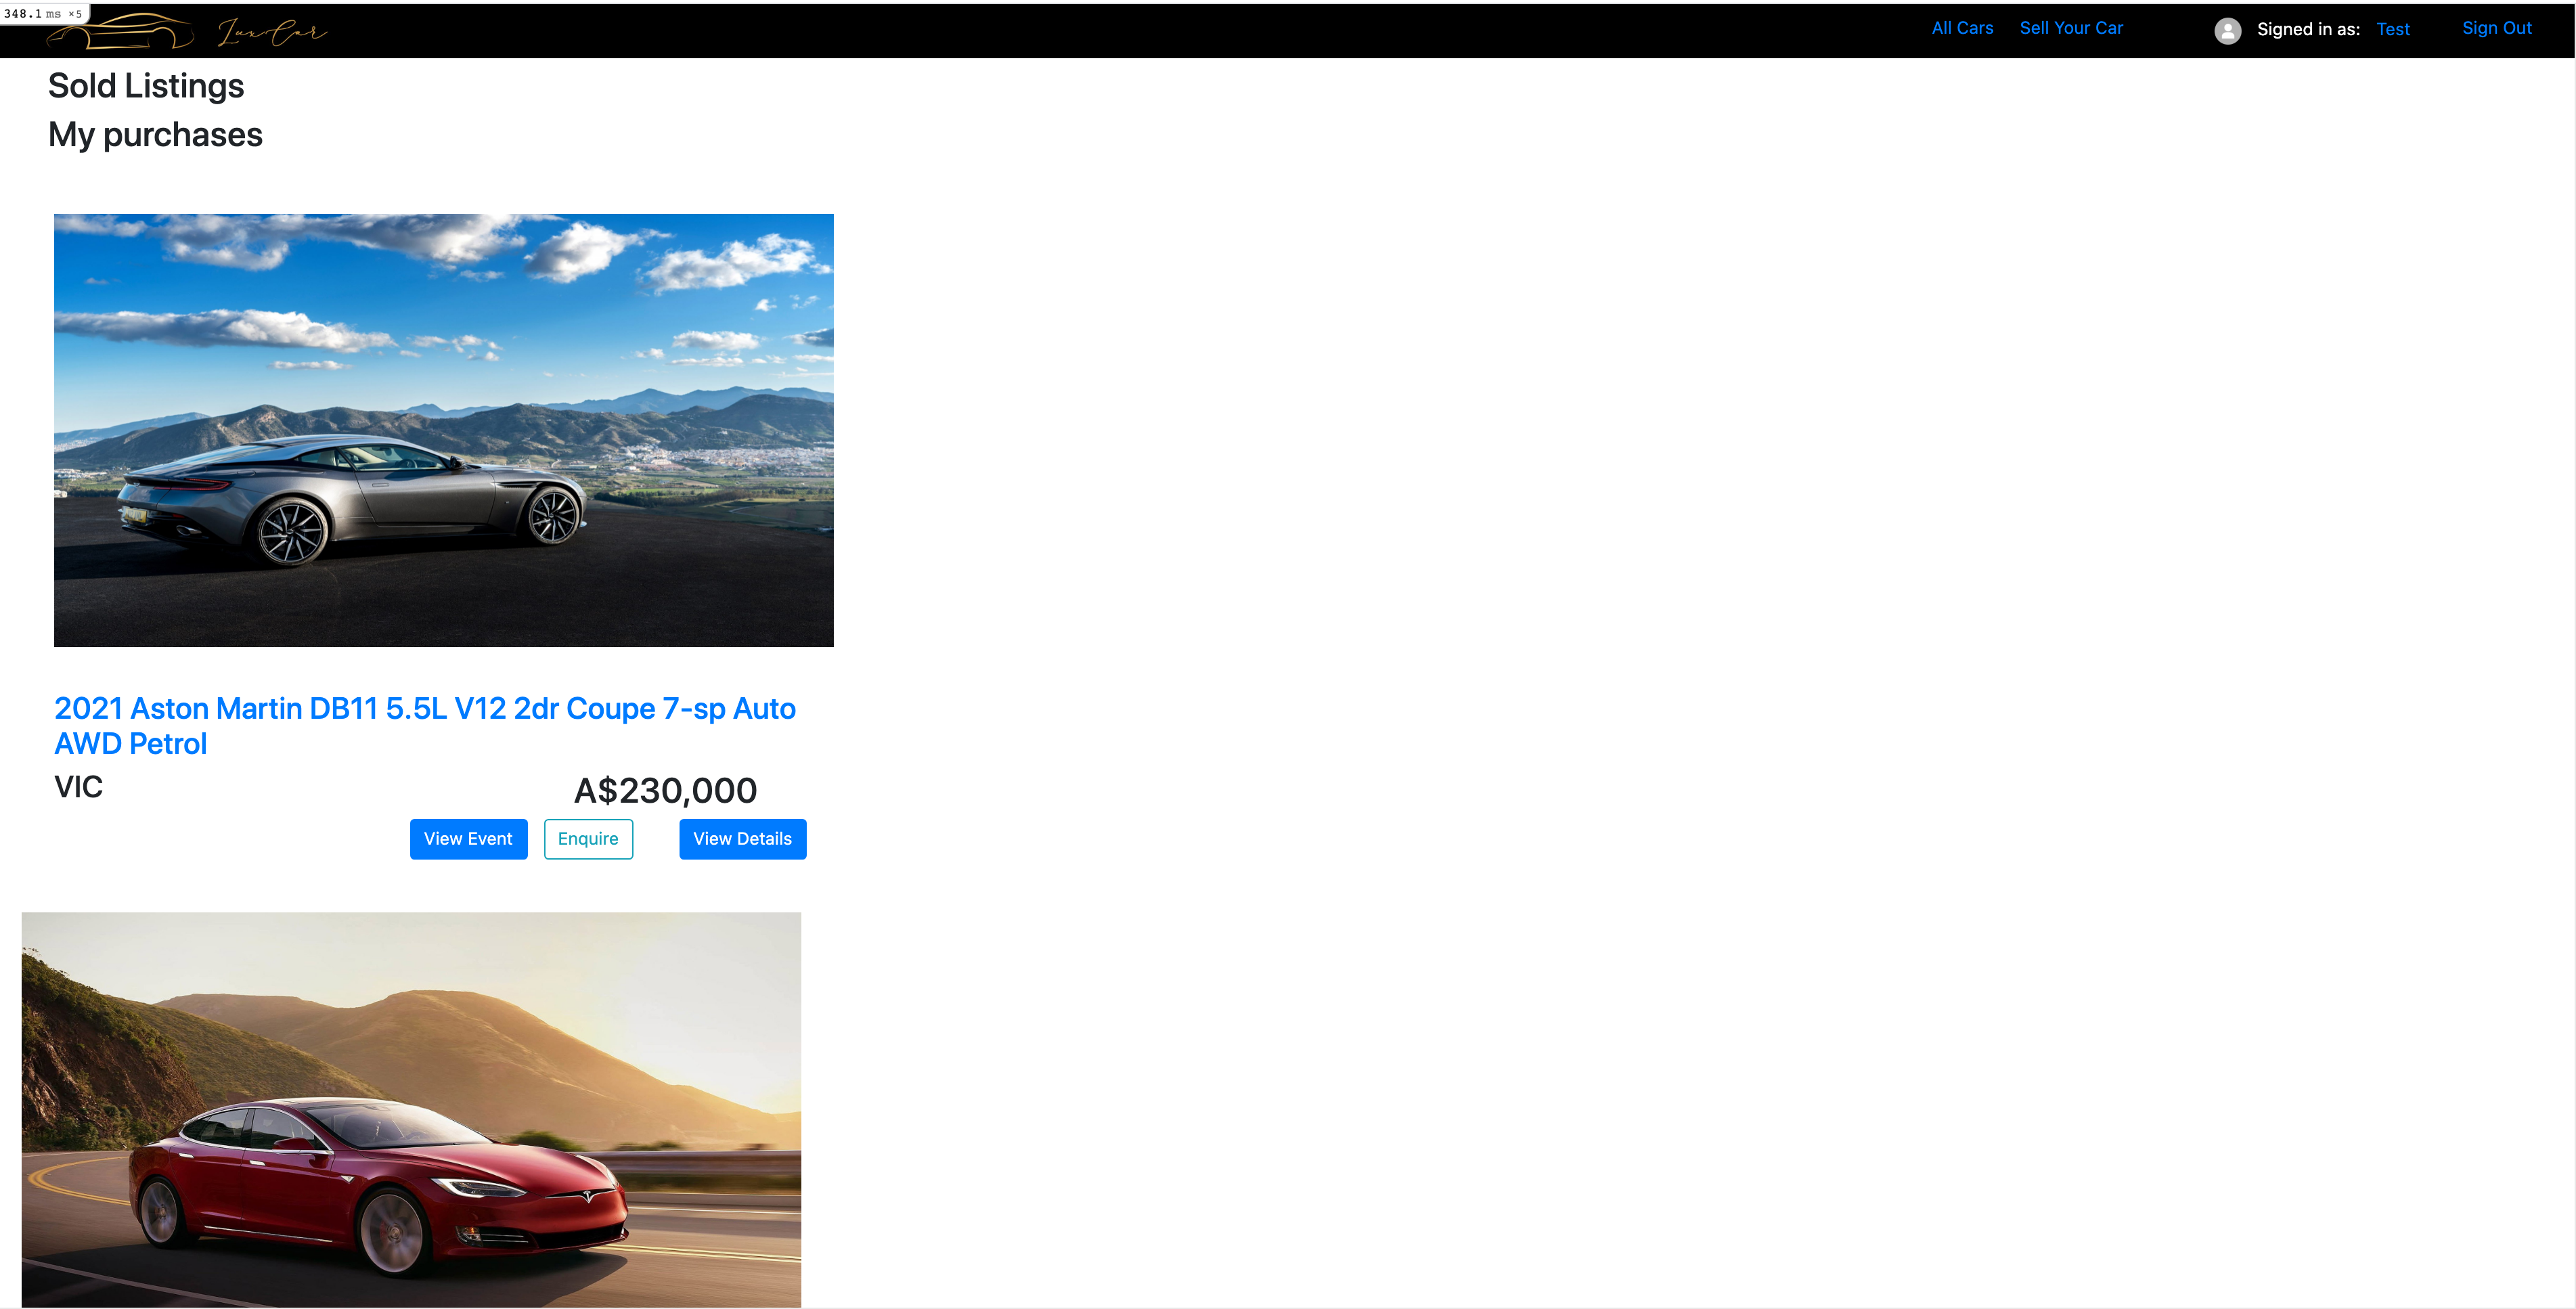 348.1 ms ×5
LuxCar
All Cars Sell Your Car Signed in as: Test Sign Out
Sold Listings
My purchases
2021 Aston Martin DB11 5.5L V12 2dr Coupe 7-sp Auto
AWD Petrol
VIC A$230,000
View Event Enquire View Details